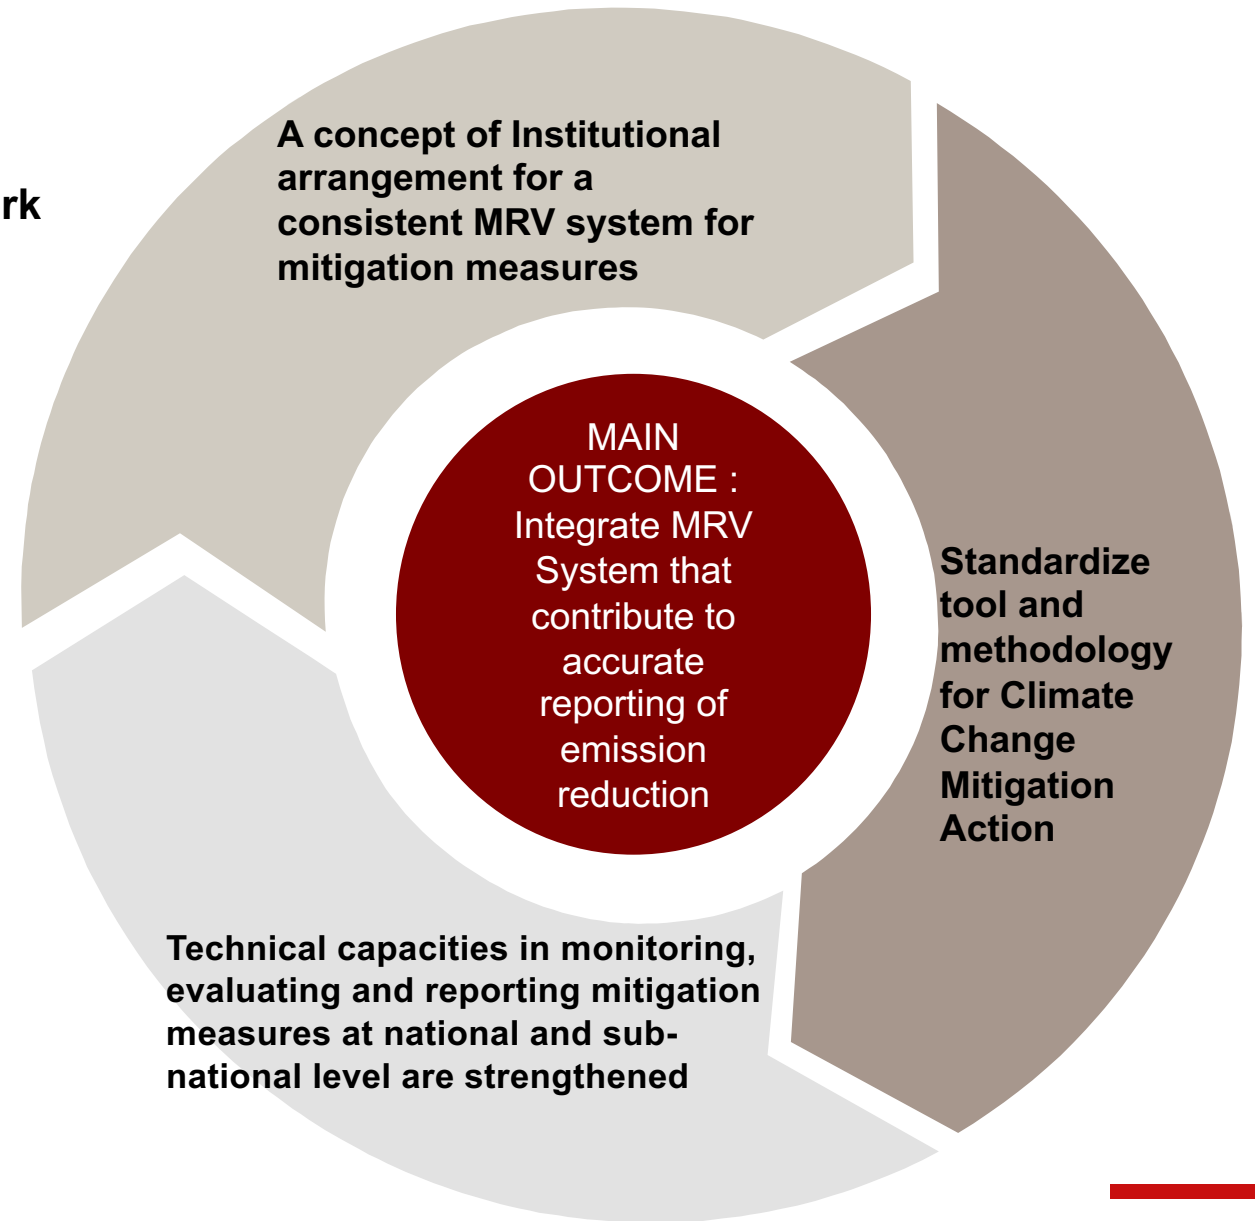 A concept of Institutional
arrangement for a
consistent MRV system for
mitigation measures
rk
MAIN
OUTCOME :
Integrate MRV
System that
contribute to
accurate
reporting of
emission
reduction
Standardize
tool and
methodology
for Climate
Change
Mitigation
Action
Technical capacities in monitoring,
evaluating and reporting mitigation
measures at national and sub-
national level are strengthened